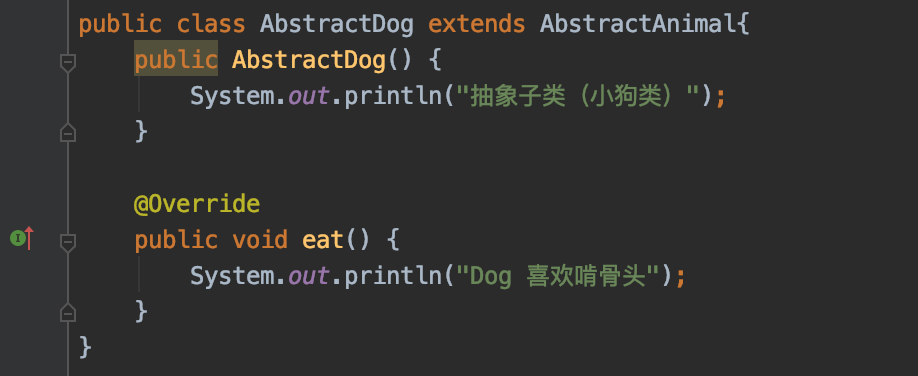 public class AbstractDog extends AbstractAnimal{
public AbstractDog() {
System.out.println("抽象子类（小狗类）");
}
@Override
public void eat() {
System.out.println("Dog 喜欢啃骨头");
}
}